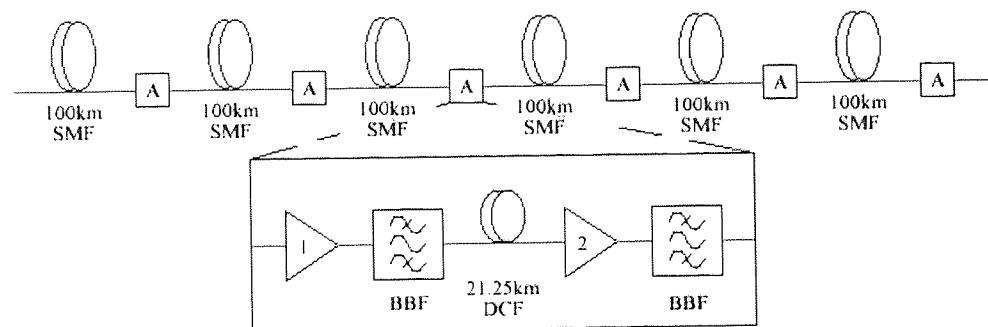 A A A A A A
100km 100km 100km 100km 100km 100km
SMF SMF SMF SMF SMF SMF
1 2
BBF 21.25km BBF
DCF